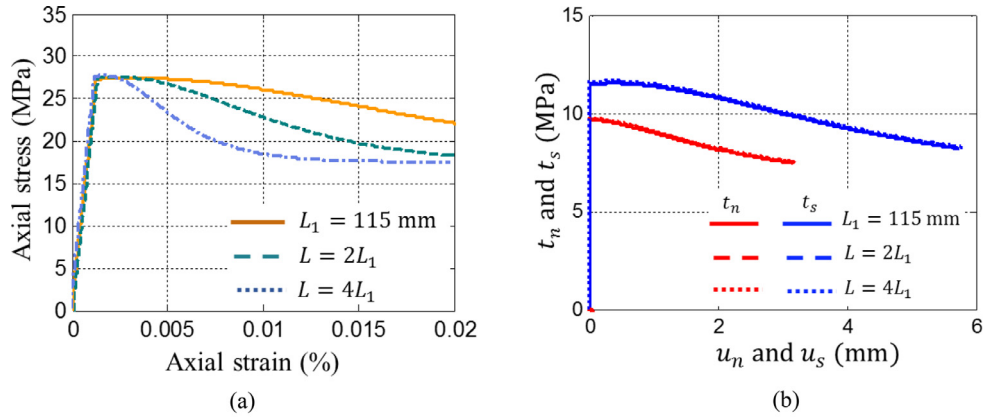 (a)
35
30
25
20
15
10
5
0
Axial stress (MPa)
0
0.005
0.01
0.015
0.02
Axial strain (%)
L₁ = 115 mm
L = 2L₁
L = 4L₁
(a)
(b)
15
10
5
0
tₙ and tₛ (MPa)
0
2
4
6
uₙ and uₛ (mm)
tₙ tₛ
L₁ = 115 mm
L = 2L₁
L = 4L₁
(b)